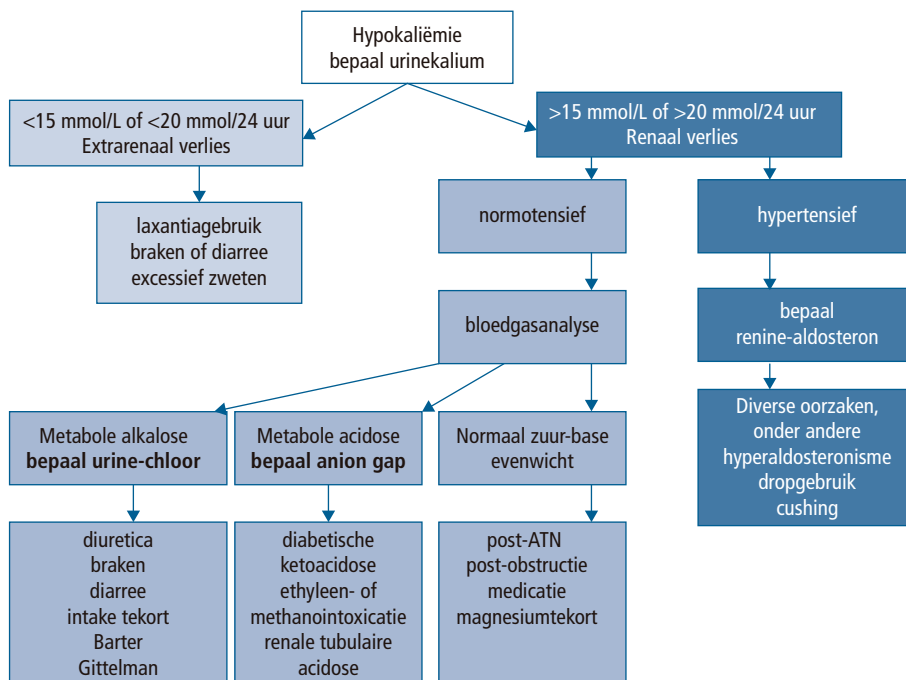 Hypokaliëmie
bepaal urinekalium
<15 mmol/L of <20 mmol/24 uur
Extrarenaal verlies
>15 mmol/L of >20 mmol/24 uur
Renaal verlies
laxantiagebruik
braken of diarree
excessief zweten
normotensief
hypertensief
bloedgasanalyse
bepaal
renine-aldosteron
Metabole alkalose
bepaal urine-chloor
Metabole acidose
bepaal anion gap
Normaal zuur-base
evenwicht
Diverse oorzaken,
onder andere
hyperaldosteronisme
dropgebruik
cushing
diuretica
braken
diarree
intake tekort
Barter
Gittelman
diabetische
ketoacidose
ethyleen- of
methanointoxicatie
renale tubulaire
acidose
post-ATN
post-obstructie
medicatie
magnesiumtekort